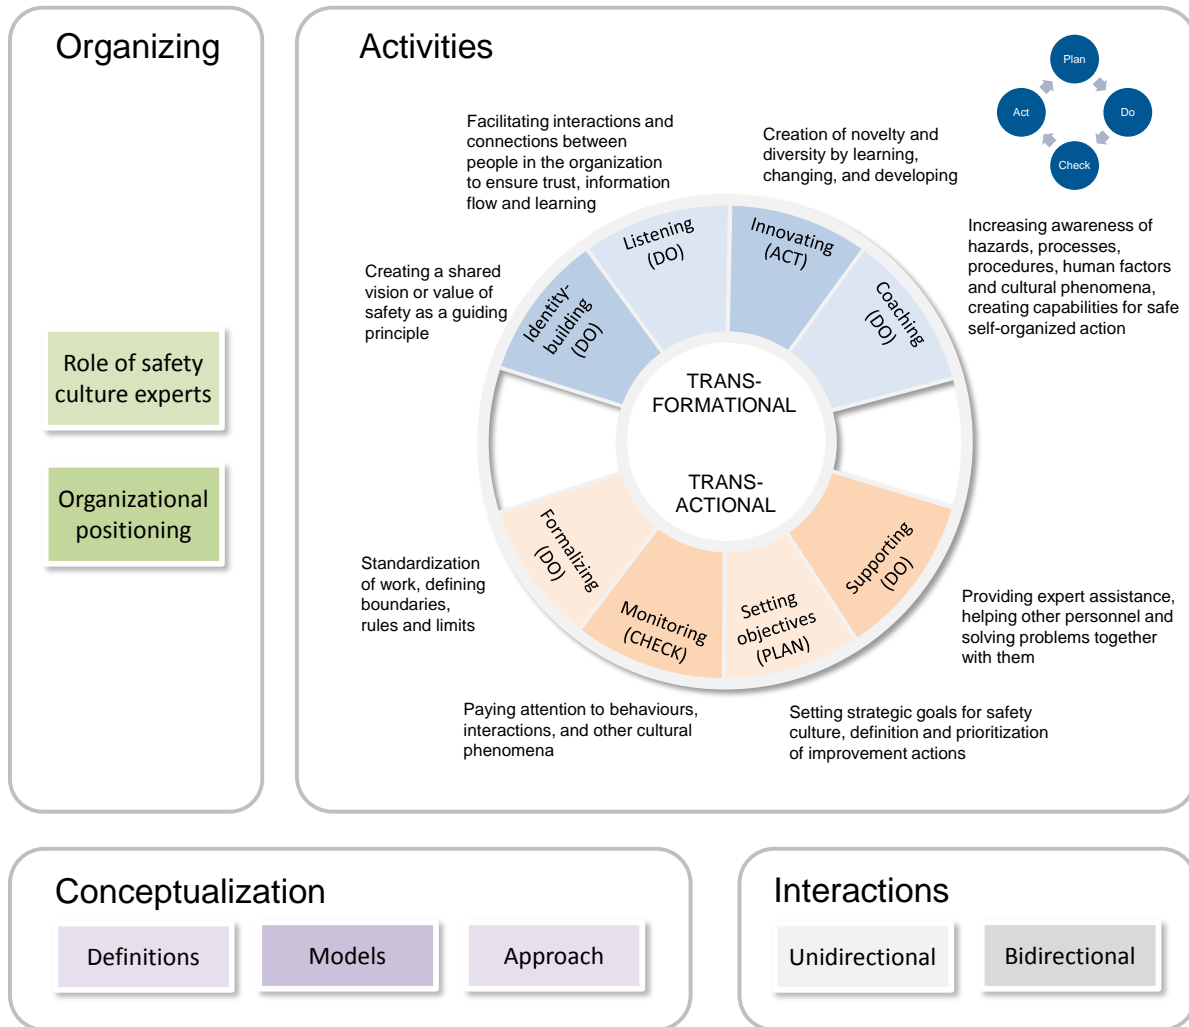 Organizing
Role of safety
culture experts
Organizational
positioning
Activities
Plan
Do
Check
Act
Facilitating interactions and
connections between
people in the organization
to ensure trust, information
flow and learning
Creation of novelty and
diversity by learning,
changing, and developing
Creating a shared
vision or value of
safety as a guiding
principle
Increasing awareness of
hazards, processes,
procedures, human factors
and cultural phenomena,
creating capabilities for safe
self-organized action
Identity-
building
(DO)
Listening
(DO)
Innovating
(ACT)
Coaching
(DO)
TRANS-
FORMATIONAL
TRANS-
ACTIONAL
Formalizing
(DO)
Monitoring
(CHECK)
Setting
objectives
(PLAN)
Supporting
(DO)
Standardization
of work, defining
boundaries,
rules and limits
Providing expert assistance,
helping other personnel and
solving problems together
with them
Paying attention to behaviours,
interactions, and other cultural
phenomena
Setting strategic goals for safety
culture, definition and prioritization
of improvement actions
Conceptualization
Definitions
Models
Approach
Interactions
Unidirectional
Bidirectional